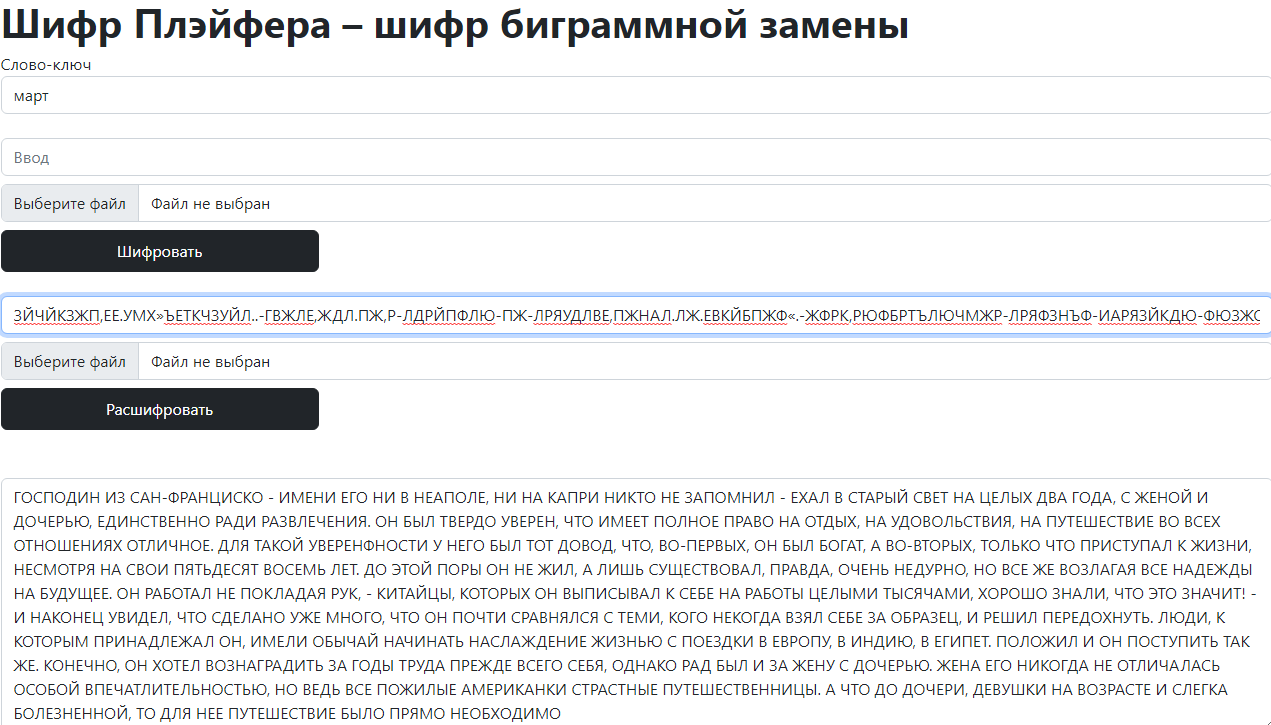 Шифр Плэйфера – шифр биграммной замены
Слово-ключ
март
Ввод
Выберите файл Файл не выбран
Шифровать
ЗЙЧЙКЗЖП,ЕЕ.УМХ»ЪЕТКЧЗУЙЛ..-ГВЖЛЕ,ЖДЛ.ПЖ,Р-ЛДРЙПФЛЮ-ПЖ-ЛРЯУДЛВЕ,ПЖНАЛ.ЛЖ.ЕВКЙБПЖФ«.-ЖФРК,РЮФБРТЪЛЮЧМЖР-ЛРЯФЗНЪФ-ИАРЯЗЙКДЮ-ФЮЗЖО
Выберите файл Файл не выбран
Расшифровать
ГОСПОДИН ИЗ САН-ФРАНЦИСКО - ИМЕНИ ЕГО НИ В НЕАПОЛЕ, НИ НА КАПРИ НИКТО НЕ ЗАПОМНИЛ - ЕХАЛ В СТАРЫЙ СВЕТ НА ЦЕЛЫХ ДВА ГОДА, С ЖЕНОЙ И
ДОЧЕРЬЮ, ЕДИНСТВЕННО РАДИ РАЗВЛЕЧЕНИЯ. ОН БЫЛ ТВЕРДО УВЕРЕН, ЧТО ИМЕЕТ ПОЛНОЕ ПРАВО НА ОТДЫХ, НА УДОВОЛЬСТВИЯ, НА ПУТЕШЕСТВИЕ ВО ВСЕХ
ОТНОШЕНИЯХ ОТЛИЧНОЕ. ДЛЯ ТАКОЙ УВЕРЕНФНОСТИ У НЕГО БЫЛ ТОТ ДОВОД, ЧТО, ВО-ПЕРВЫХ, ОН БЫЛ БОГАТ, А ВО-ВТОРЫХ, ТОЛЬКО ЧТО ПРИСТУПАЛ К ЖИЗНИ,
НЕСМОТРЯ НА СВОИ ПЯТЬДЕСЯТ ВОСЕМЬ ЛЕТ. ДО ЭТОЙ ПОРЫ ОН НЕ ЖИЛ, А ЛИШЬ СУЩЕСТВОВАЛ, ПРАВДА, ОЧЕНЬ НЕДУРНО, НО ВСЕ ЖЕ ВОЗЛАГАЯ ВСЕ НАДЕЖДЫ
НА БУДУЩЕЕ. ОН РАБОТАЛ НЕ ПОКЛАДАЯ РУК, - КИТАЙЦЫ, КОТОРЫХ ОН ВЫПИСЫВАЛ К СЕБЕ НА РАБОТЫ ЦЕЛЫМИ ТЫСЯЧАМИ, ХОРОШО ЗНАЛИ, ЧТО ЭТО ЗНАЧИТ! -
И НАКОНЕЦ УВИДЕЛ, ЧТО СДЕЛАНО УЖЕ МНОГО, ЧТО ОН ПОЧТИ СРАВНЯЛСЯ С ТЕМИ, КОГО НЕКОГДА ВЗЯЛ СЕБЕ ЗА ОБРАЗЕЦ, И РЕШИЛ ПЕРЕДОХНУТЬ. ЛЮДИ, К
КОТОРЫМ ПРИНАДЛЕЖАЛ ОН, ИМЕЛИ ОБЫЧАЙ НАЧИНАТЬ НАСЛАЖДЕНИЕ ЖИЗНЬЮ С ПОЕЗДКИ В ЕВРОПУ, В ИНДИЮ, В ЕГИПЕТ. ПОЛОЖИЛ И ОН ПОСТУПИТЬ ТАК
ЖЕ. КОНЕЧНО, ОН ХОТЕЛ ВОЗНАГРАДИТЬ ЗА ГОДЫ ТРУДА ПРЕЖДЕ ВСЕГО СЕБЯ, ОДНАКО РАД БЫЛ И ЗА ЖЕНУ С ДОЧЕРЬЮ. ЖЕНА ЕГО НИКОГДА НЕ ОТЛИЧАЛАСЬ
ОСОБОЙ ВПЕЧАТЛИТЕЛЬНОСТЬЮ, НО ВЕДЬ ВСЕ ПОЖИЛЫЕ АМЕРИКАНКИ СТРАСТНЫЕ ПУТЕШЕСТВЕННИЦЫ. А ЧТО ДО ДОЧЕРИ, ДЕВУШКИ НА ВОЗРАСТЕ И СЛЕГКА
БОЛЕЗНЕННОЙ, ТО ДЛЯ НЕЕ ПУТЕШЕСТВИЕ БЫЛО ПРЯМО НЕОБХОДИМО